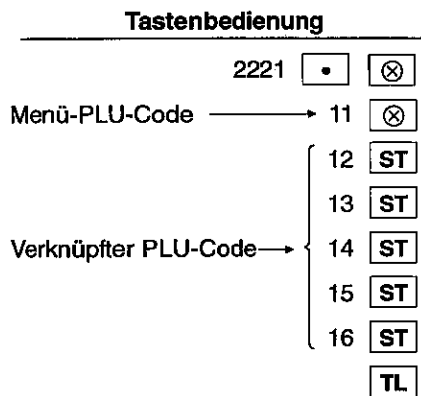 Tastenbedienung
2221 • ⊗
Menü-PLU-Code → 11 ⊗
12 ST
13 ST
Verknüpfter PLU-Code → 14 ST
15 ST
16 ST
TL